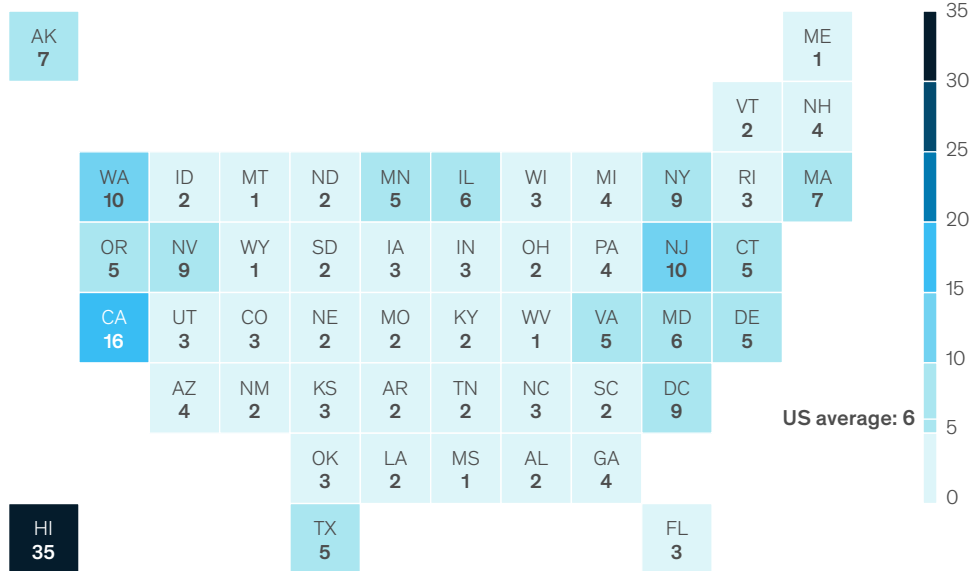 AK
7
ME
1
VT
2
NH
4
WA
10
ID
2
MT
1
ND
2
MN
5
IL
6
WI
3
MI
4
NY
9
RI
3
MA
7
OR
5
NV
9
WY
1
SD
2
IA
3
IN
3
OH
2
PA
4
NJ
10
CT
5
CA
16
UT
3
CO
3
NE
2
MO
2
KY
2
WV
1
VA
5
MD
6
DE
5
AZ
4
NM
2
KS
3
AR
2
TN
2
NC
3
SC
2
DC
9
OK
3
LA
2
MS
1
AL
2
GA
4
HI
35
TX
5
FL
3
35
30
25
20
15
10
US average: 6
5
0